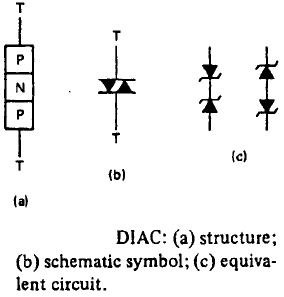 T
T
P
N
P
T
T
(a)
(b)
(c)
DIAC: (a) structure;
(b) schematic symbol; (c) equiva-
lent circuit.